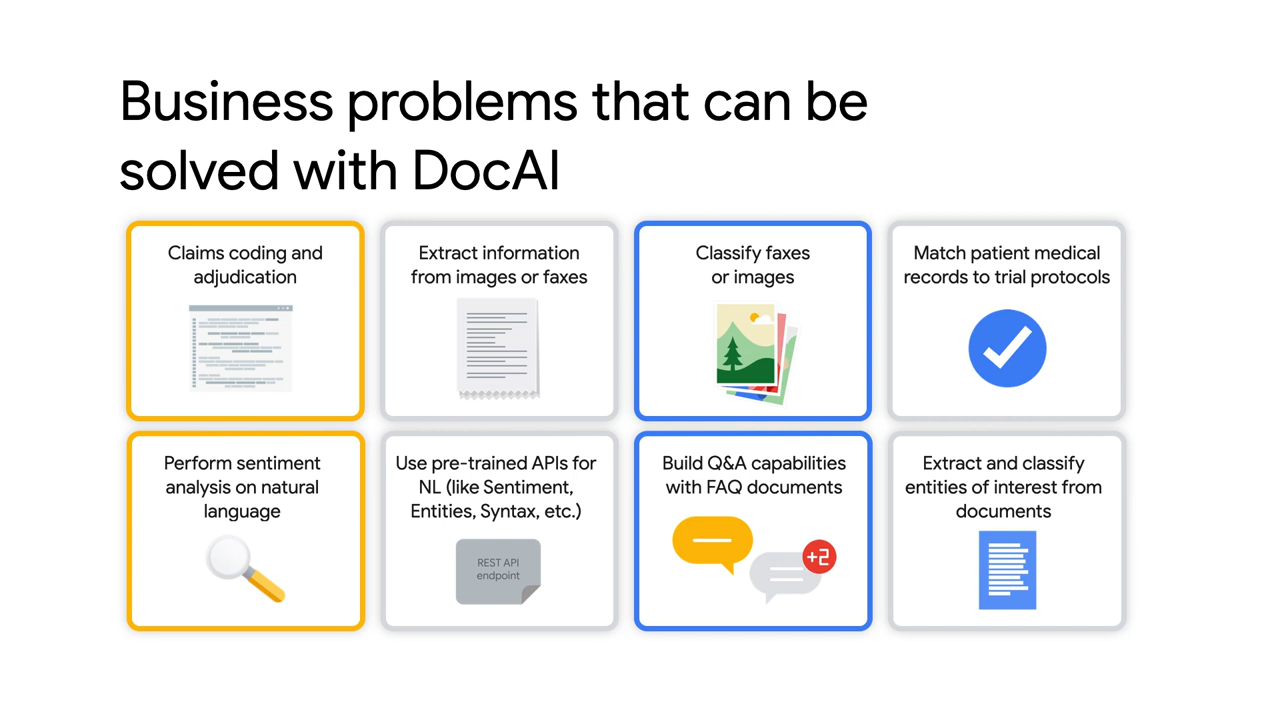 Business problems that can be
solved with DocAI
Claims coding and
adjudication
Extract information
from images or faxes
Classify faxes
or images
Match patient medical
records to trial protocols
Perform sentiment
analysis on natural
language
Use pre-trained APIs for
NL (like Sentiment,
Entities, Syntax, etc.)
REST API
endpoint
Build Q&A capabilities
with FAQ documents
+2
Extract and classify
entities of interest from
documents